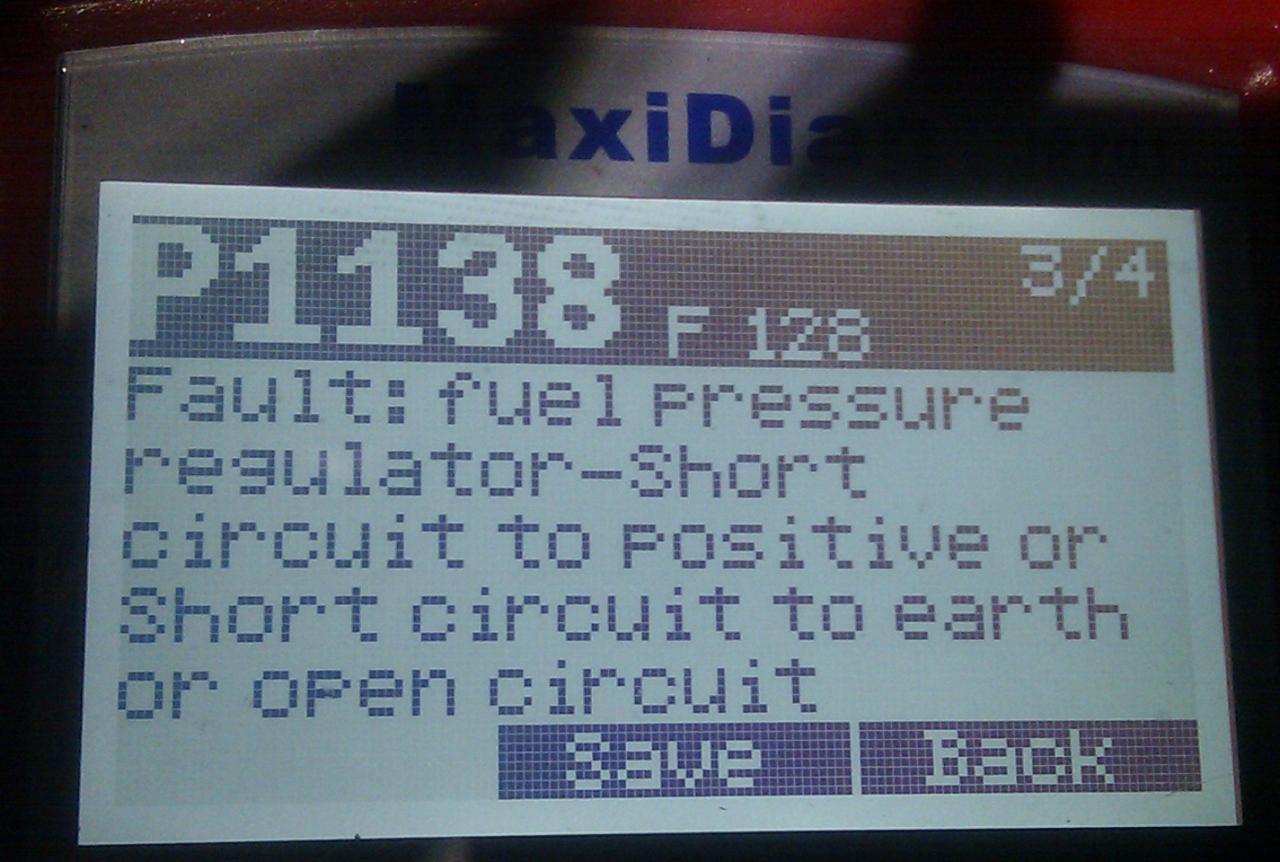 MaxiDiag
P1138 F 128 3/4
Fault: fuel pressure
regulator-Short
circuit to positive or
Short circuit to earth
or open circuit
Save Back